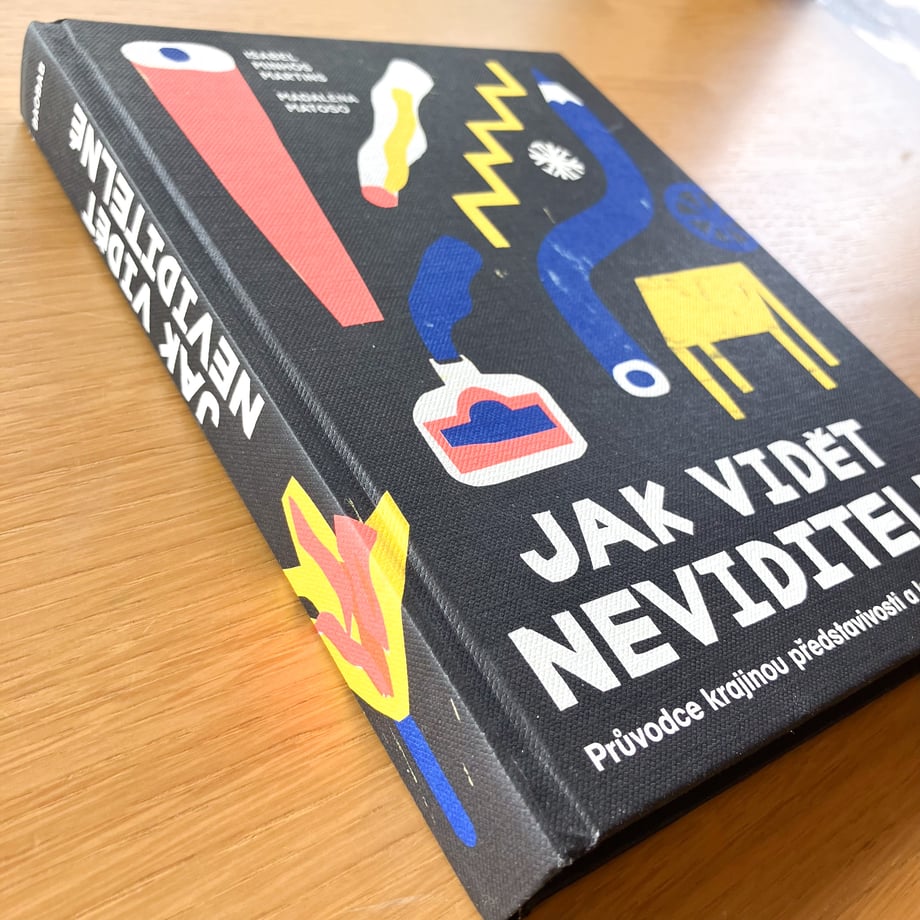 ISABEL
MINHÓS
MARTINS
MADALENA
MATOSO
JAK VIDĚT
NEVIDITEL
Průvodce krajinou představivosti a
JAK VIDĚT
NEVIDITELNÉ